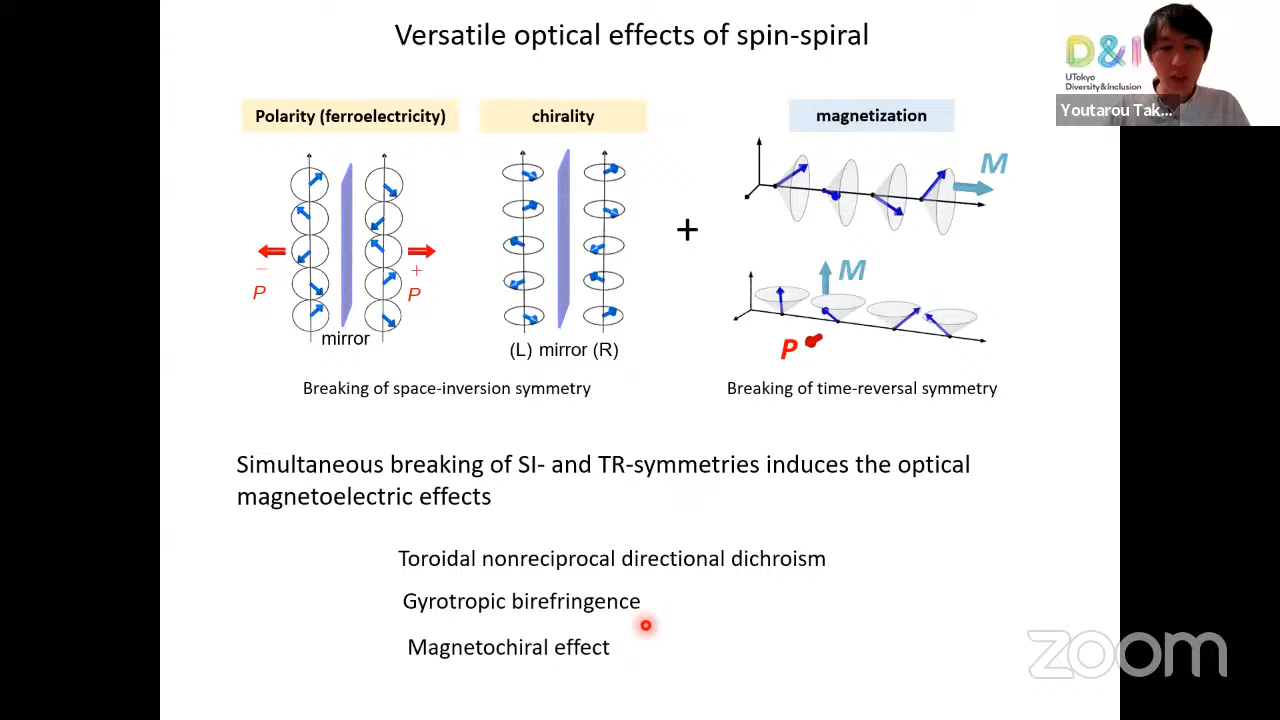 Versatile optical effects of spin-spiral
D&I
UTokyo
Diversity&Inclusion
Youtarou Tak...
Polarity (ferroelectricity)
chirality
magnetization
M
+
M
−
P
+
P
mirror
(L) mirror (R)
P
Breaking of space-inversion symmetry
Breaking of time-reversal symmetry
Simultaneous breaking of SI- and TR-symmetries induces the optical
magnetoelectric effects
Toroidal nonreciprocal directional dichroism
Gyrotropic birefringence
Magnetochiral effect
zoom